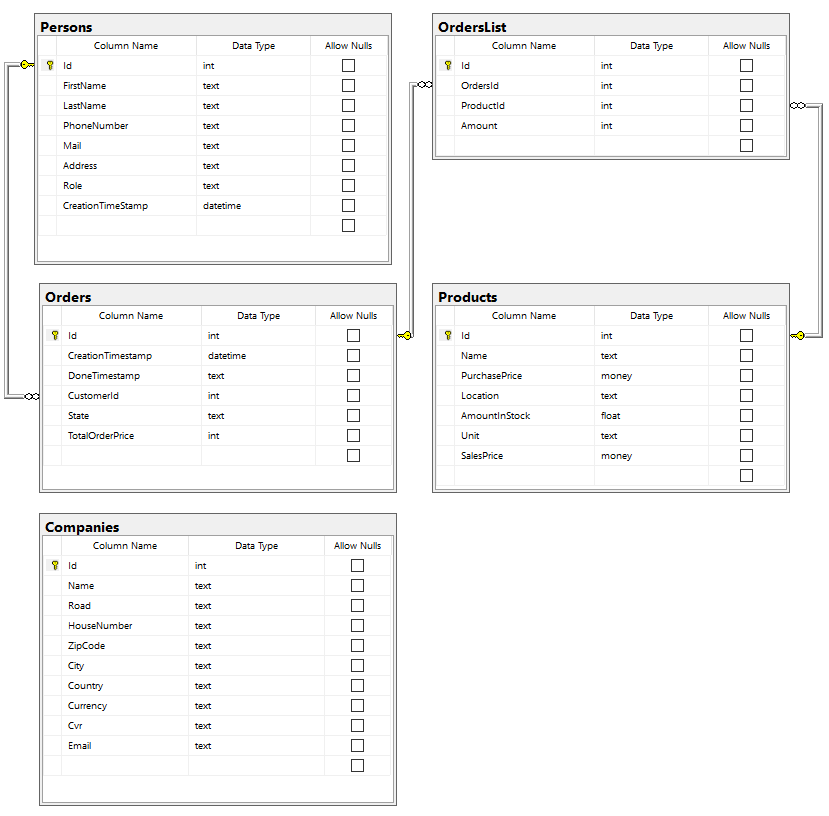 Persons
Column Name Data Type Allow Nulls
Id int
FirstName text
LastName text
PhoneNumber text
Mail text
Address text
Role text
CreationTimeStamp datetime
OrdersList
Column Name Data Type Allow Nulls
Id int
OrdersId int
ProductId int
Amount int
Orders
Column Name Data Type Allow Nulls
Id int
CreationTimestamp datetime
DoneTimestamp text
CustomerId int
State text
TotalOrderPrice int
Products
Column Name Data Type Allow Nulls
Id int
Name text
PurchasePrice money
Location text
AmountInStock float
Unit text
SalesPrice money
Companies
Column Name Data Type Allow Nulls
Id int
Name text
Road text
HouseNumber text
ZipCode text
City text
Country text
Currency text
Cvr text
Email text